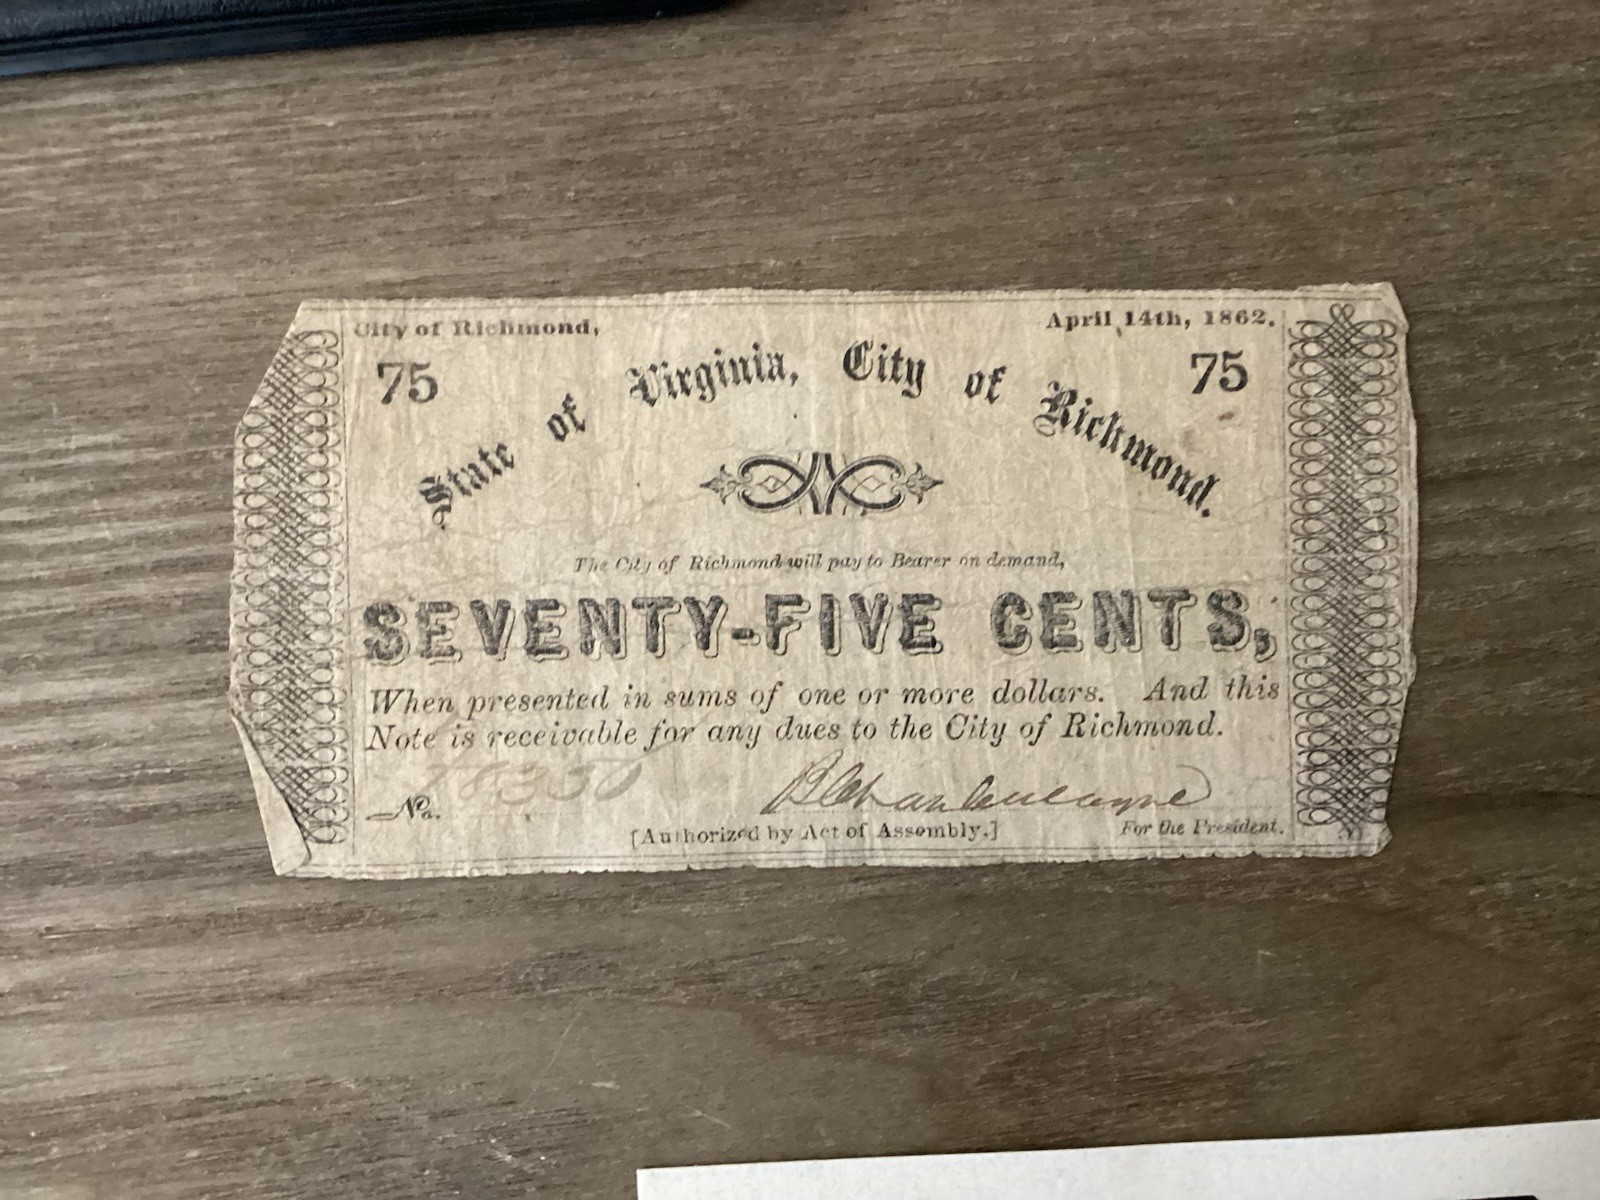 City of Richmond,
April 14th, 1862.
75
75
State of Virginia, City of Richmond.
The City of Richmond will pay to Bearer on demand,
SEVENTY-FIVE CENTS,
When presented in sums of one or more dollars. And this
Note is receivable for any dues to the City of Richmond.
No.
[Authorized by Act of Assembly.]
For the President.